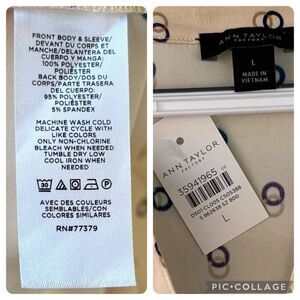 FRONT BODY & SLEEVE/
DEVANT DU CORPS ET
MANCHE/DELANTERA DEL
CUERPO Y MANGA:
100% POLYESTER/
POLIÉSTER
BACK BODY/DOS DU
CORPS/PARTE TRASERA
DEL CUERPO:
95% POLYESTER/
POLIÉSTER
5% SPANDEX
MACHINE WASH COLD
DELICATE CYCLE WITH
LIKE COLORS
ONLY NON-CHLORINE
BLEACH WHEN NEEDED
TUMBLE DRY LOW
COOL IRON WHEN
NEEDED
30
AVEC DES COULEURS
SEMBLABLES/CON
COLORES SIMILARES
RN#77379
ANN TAYLOR
FACTORY
L
MADE IN
VIETNAM
ANN TAYLOR
FACTORY
35941965
L
PIC•COLLAGE